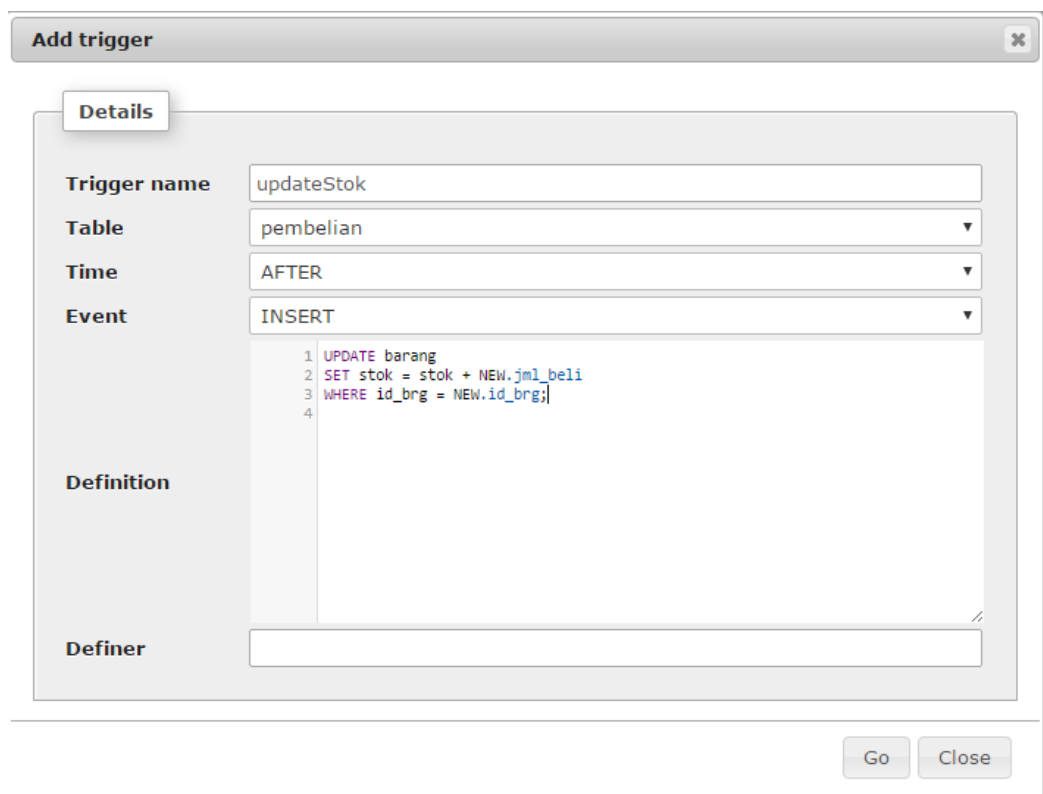 Add trigger
Details
Trigger name updateStok
Table pembelian
Time AFTER
Event INSERT
Definition
1 UPDATE barang
2 SET stok = stok + NEW.jml_beli
3 WHERE id_brg = NEW.id_brg;
4
Definer
Go Close